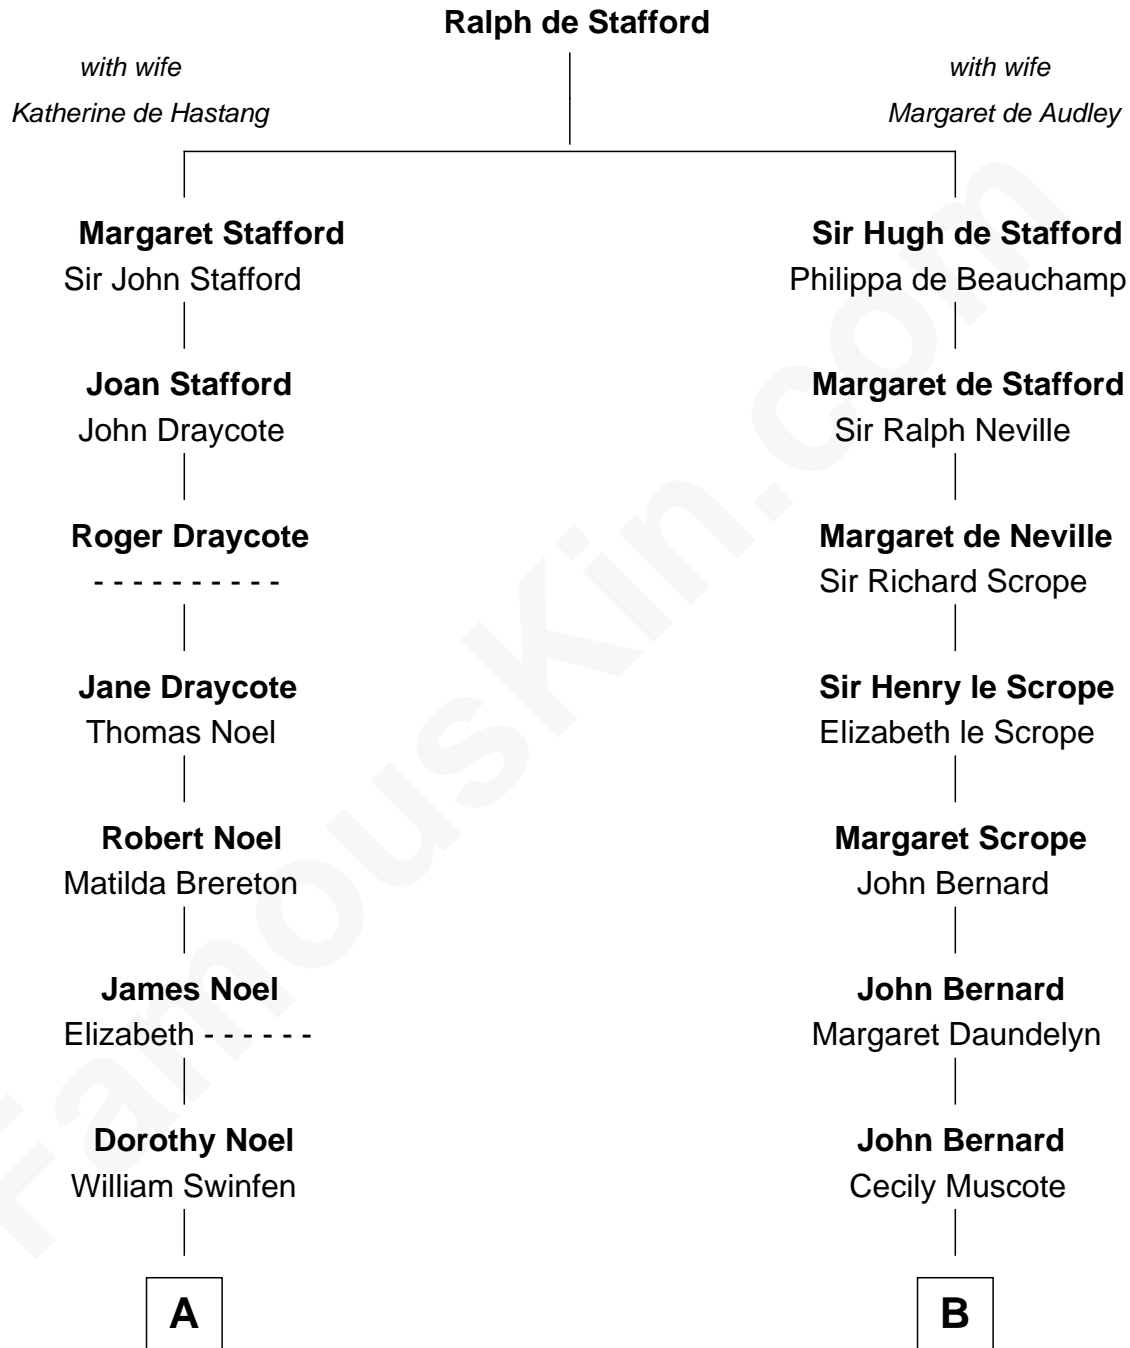 Ralph de Stafford
with wife
Katherine de Hastang
with wife
Margaret de Audley
Margaret Stafford
Sir John Stafford
Sir Hugh de Stafford
Philippa de Beauchamp
Joan Stafford
John Draycote
Margaret de Stafford
Sir Ralph Neville
Roger Draycote
- - - - - - - - - -
Margaret de Neville
Sir Richard Scrope
Jane Draycote
Thomas Noel
Sir Henry le Scrope
Elizabeth le Scrope
Robert Noel
Matilda Brereton
Margaret Scrope
John Bernard
James Noel
Elizabeth - - - - - -
John Bernard
Margaret Daundelyn
Dorothy Noel
William Swinfen
John Bernard
Cecily Muscote
A
B
FamousKin.com